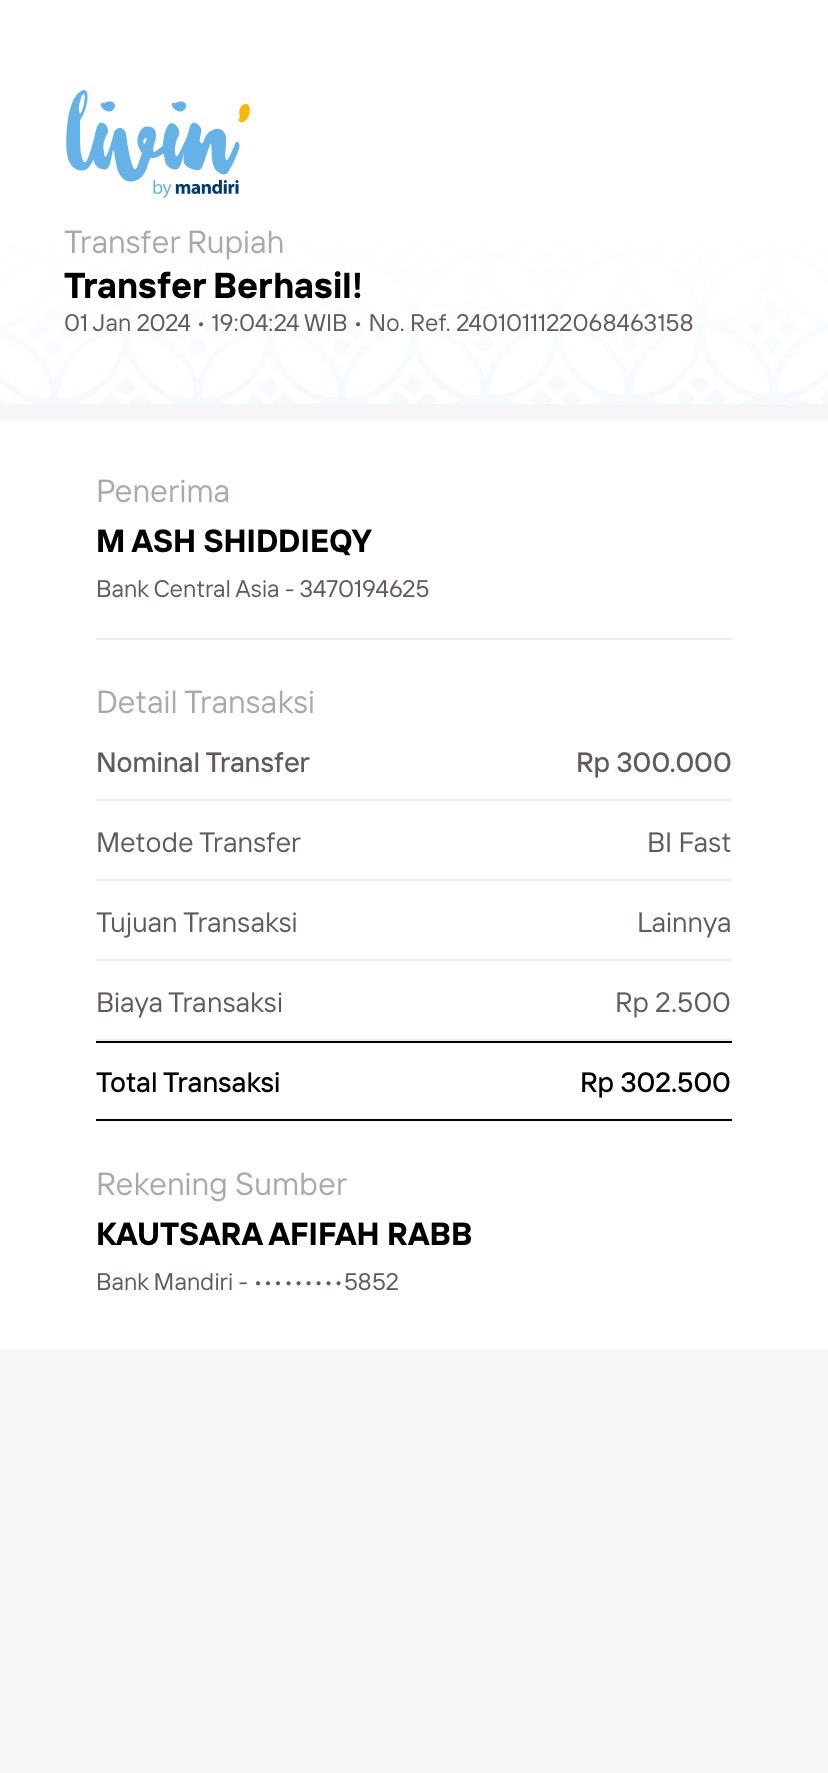 livin'
by mandiri
Transfer Rupiah
Transfer Berhasil!
01 Jan 2024 • 19:04:24 WIB • No. Ref. 2401011122068463158
Penerima
M ASH SHIDDIEQY
Bank Central Asia - 3470194625
Detail Transaksi
Nominal Transfer Rp 300.000
Metode Transfer BI Fast
Tujuan Transaksi Lainnya
Biaya Transaksi Rp 2.500
Total Transaksi Rp 302.500
Rekening Sumber
KAUTSARA AFIFAH RABB
Bank Mandiri - •••••••••5852